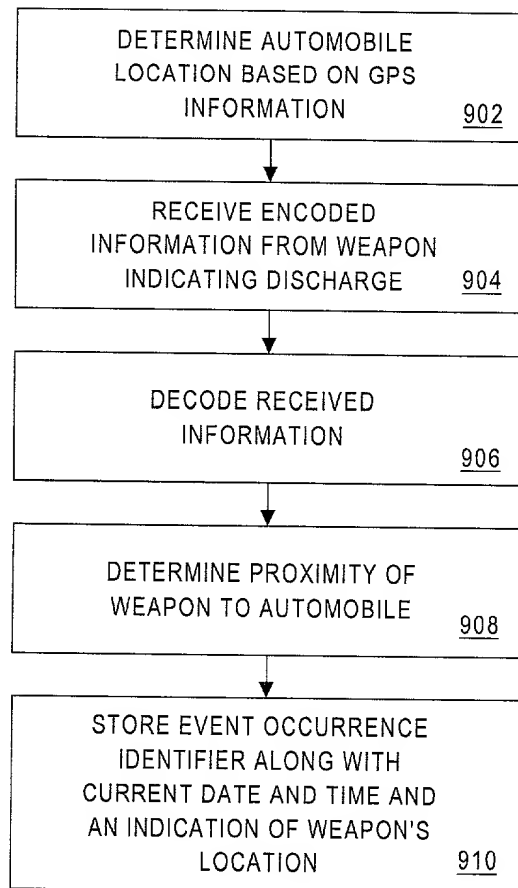 DETERMINE AUTOMOBILE
LOCATION BASED ON GPS
INFORMATION
902
RECEIVE ENCODED
INFORMATION FROM WEAPON
INDICATING DISCHARGE
904
DECODE RECEIVED
INFORMATION
906
DETERMINE PROXIMITY OF
WEAPON TO AUTOMOBILE
908
STORE EVENT OCCURRENCE
IDENTIFIER ALONG WITH
CURRENT DATE AND TIME AND
AN INDICATION OF WEAPON'S
LOCATION
910